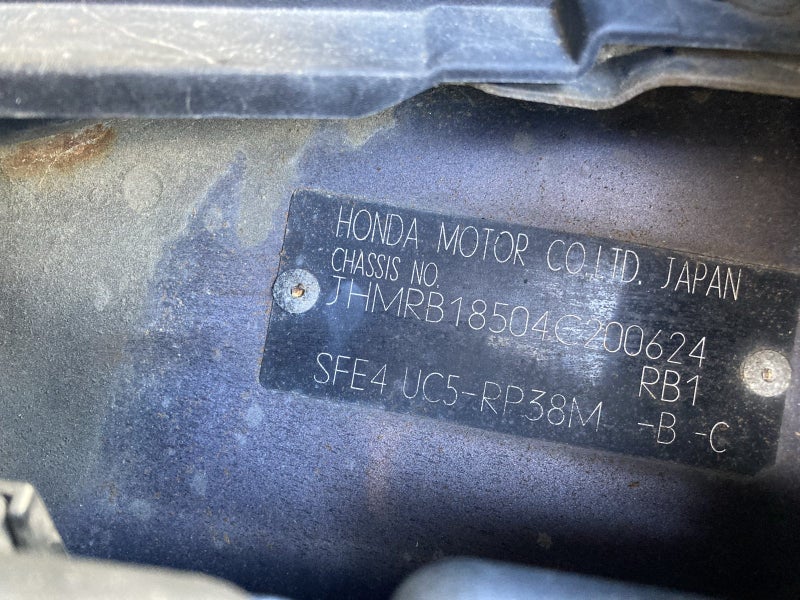 HONDA MOTOR CO.,LTD. JAPAN
CHASSIS NO.
JHMRB18504C200624
RB1
SFE4 UC5-RP38M -B -C